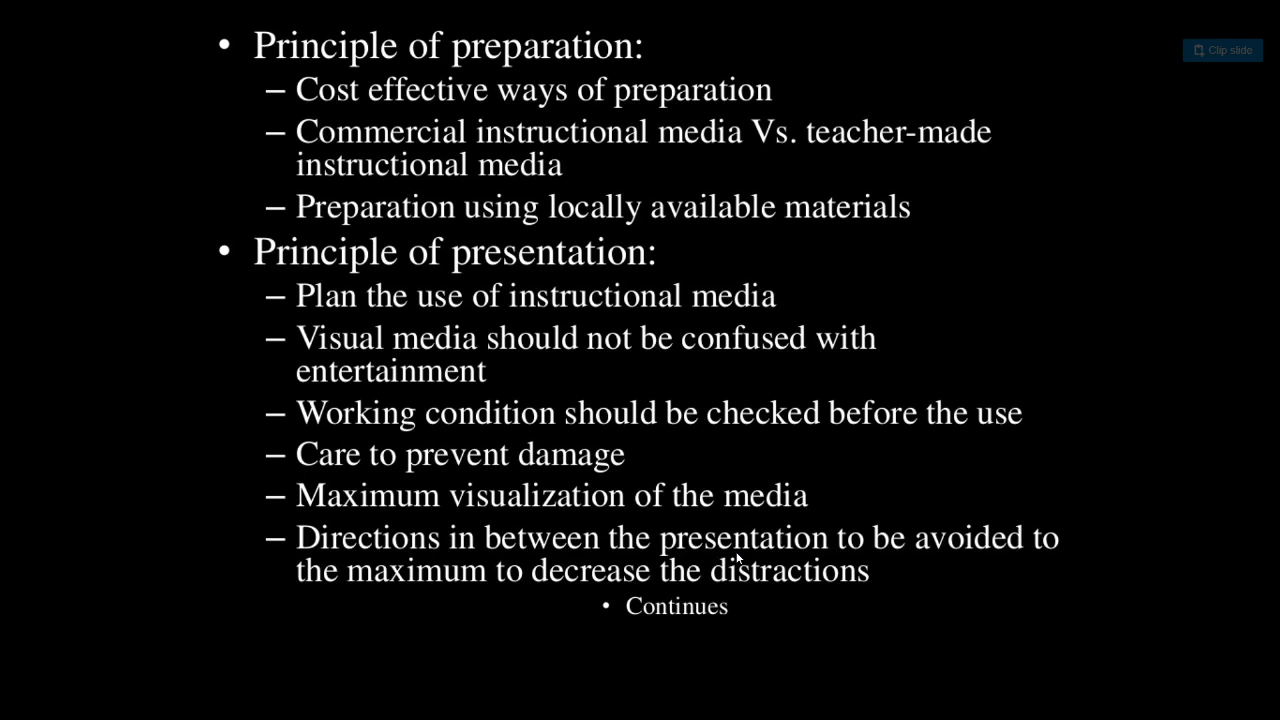 • Principle of preparation:
Clip slide
– Cost effective ways of preparation
– Commercial instructional media Vs. teacher-made
instructional media
– Preparation using locally available materials
• Principle of presentation:
– Plan the use of instructional media
– Visual media should not be confused with
entertainment
– Working condition should be checked before the use
– Care to prevent damage
– Maximum visualization of the media
– Directions in between the presentation to be avoided to
the maximum to decrease the distractions
• Continues